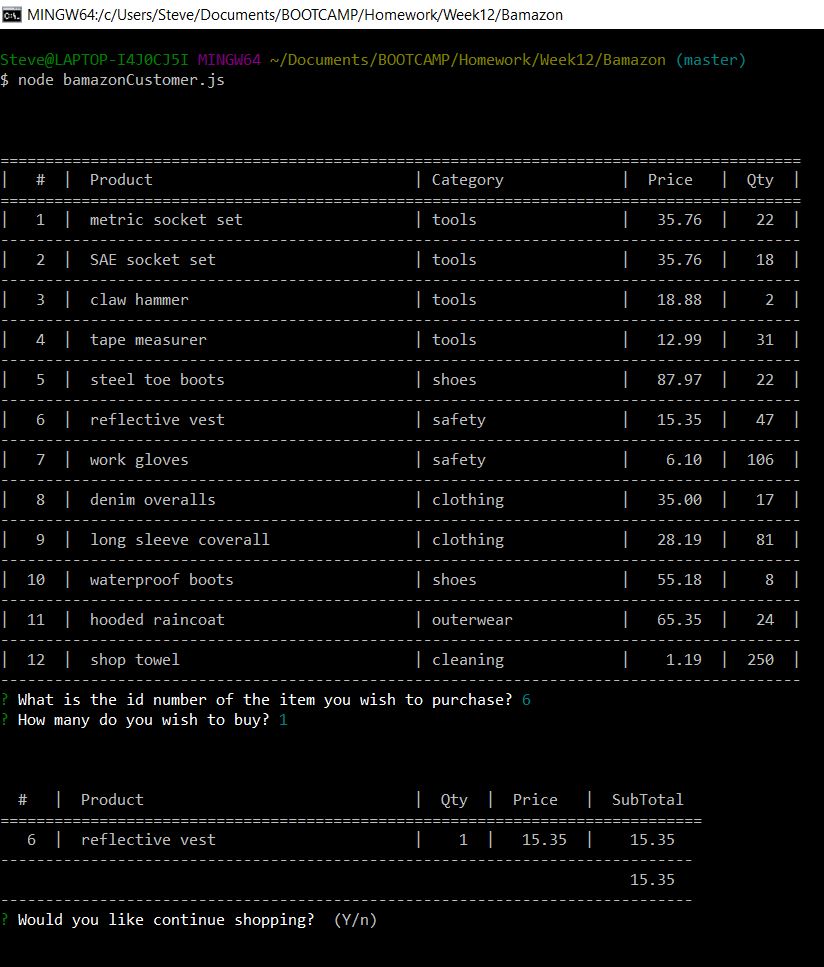 MINGW64:/c/Users/Steve/Documents/BOOTCAMP/Homework/Week12/Bamazon
Steve@LAPTOP-I4J0CJ5I MINGW64 ~/Documents/BOOTCAMP/Homework/Week12/Bamazon (master)
$ node bamazonCustomer.js
=========================================================================================
|   #  |  Product                             | Category             |  Price   |  Qty  |
=========================================================================================
|   1  |  metric socket set                   | tools                |   35.76  |   22  |
-----------------------------------------------------------------------------------------
|   2  |  SAE socket set                      | tools                |   35.76  |   18  |
-----------------------------------------------------------------------------------------
|   3  |  claw hammer                         | tools                |   18.88  |    2  |
-----------------------------------------------------------------------------------------
|   4  |  tape measurer                       | tools                |   12.99  |   31  |
-----------------------------------------------------------------------------------------
|   5  |  steel toe boots                     | shoes                |   87.97  |   22  |
-----------------------------------------------------------------------------------------
|   6  |  reflective vest                     | safety               |   15.35  |   47  |
-----------------------------------------------------------------------------------------
|   7  |  work gloves                         | safety               |    6.10  |  106  |
-----------------------------------------------------------------------------------------
|   8  |  denim overalls                      | clothing             |   35.00  |   17  |
-----------------------------------------------------------------------------------------
|   9  |  long sleeve coverall                | clothing             |   28.19  |   81  |
-----------------------------------------------------------------------------------------
|  10  |  waterproof boots                    | shoes                |   55.18  |    8  |
-----------------------------------------------------------------------------------------
|  11  |  hooded raincoat                     | outerwear            |   65.35  |   24  |
-----------------------------------------------------------------------------------------
|  12  |  shop towel                          | cleaning             |    1.19  |  250  |
-----------------------------------------------------------------------------------------
? What is the id number of the item you wish to purchase? 6
? How many do you wish to buy? 1
  #   |  Product                              |  Qty  |  Price   |  SubTotal
==============================================================================
   6  |  reflective vest                      |    1  |   15.35  |    15.35
-----------------------------------------------------------------------------
                                                                      15.35
-----------------------------------------------------------------------------
? Would you like continue shopping?  (Y/n)